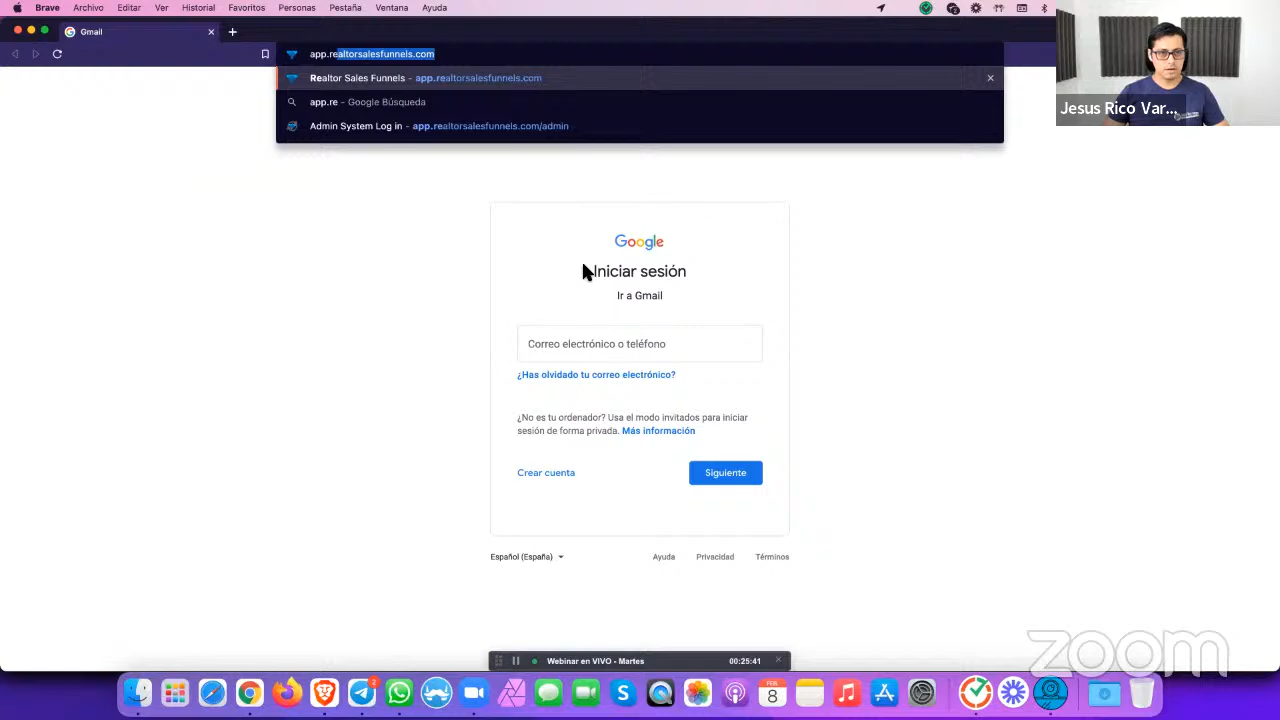 Brave Archivo Editar Ver Historial Favoritos Personas Pestaña Ventana Ayuda
Gmail
app.realtorsalesfunnels.com
Realtor Sales Funnels - app.realtorsalesfunnels.com
app.re - Google Búsqueda
Admin System Log in - app.realtorsalesfunnels.com/admin
Jesus Rico Var...
Google
Iniciar sesión
Ir a Gmail
Correo electrónico o teléfono
¿Has olvidado tu correo electrónico?
¿No es tu ordenador? Usa el modo invitados para iniciar
sesión de forma privada. Más información
Crear cuenta
Siguiente
Español (España)
Ayuda
Privacidad
Términos
Webinar en VIVO - Martes
00:25:41
zoom
2
FEB
8